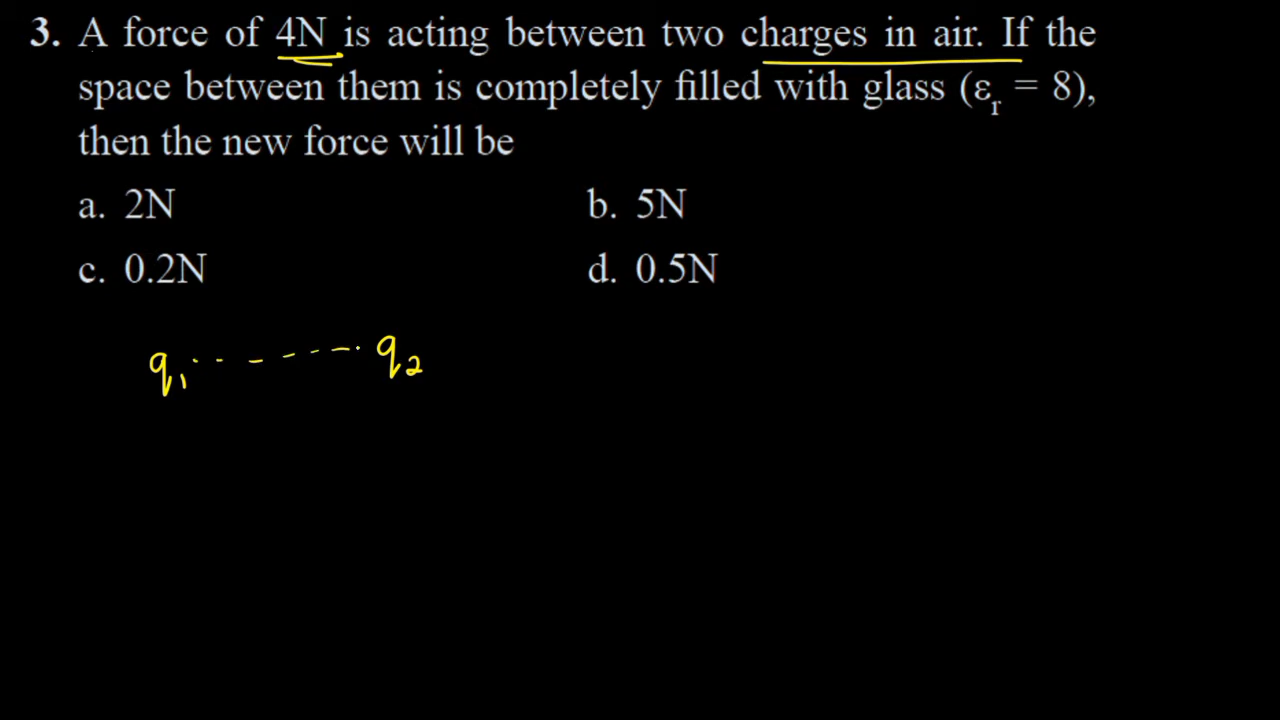 3. A force of 4N is acting between two charges in air. If the
space between them is completely filled with glass (εᵣ = 8),
then the new force will be
a. 2N b. 5N
c. 0.2N d. 0.5N
q₁ q₂